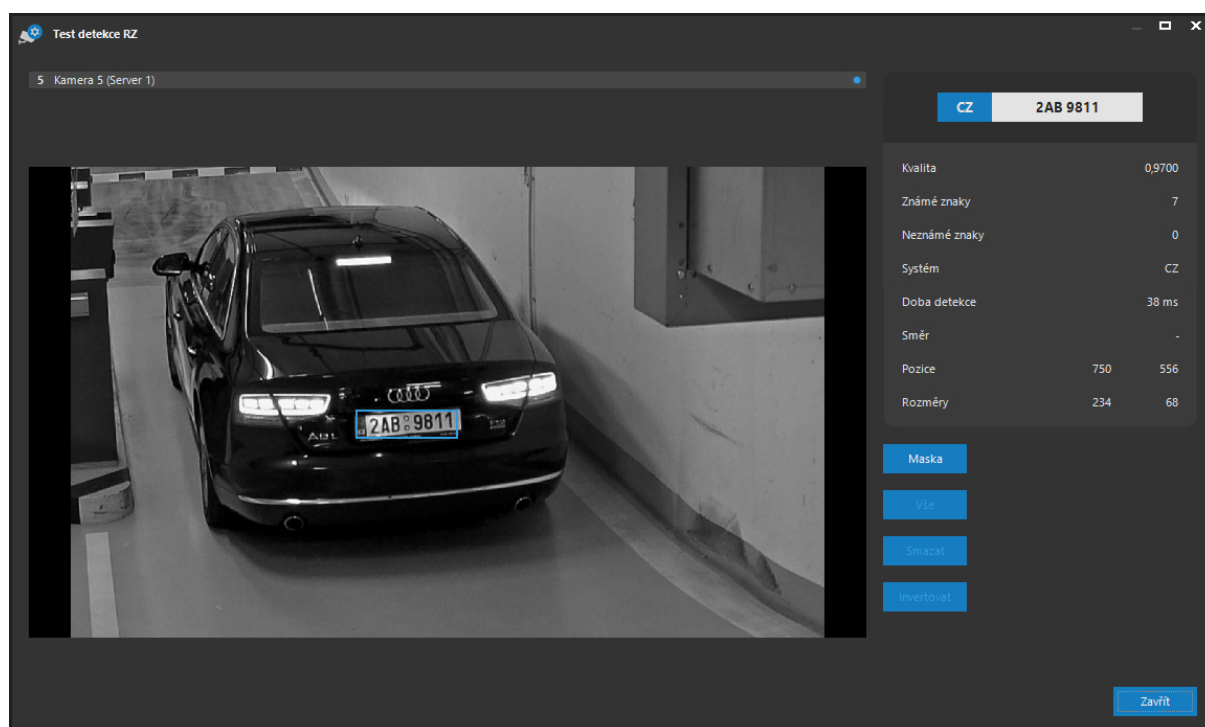 Test detekce RZ
5 Kamera 5 (Server 1)
CZ 2AB 9811
Kvalita 0,9700
Známé znaky 7
Neznámé znaky 0
Systém CZ
Doba detekce 38 ms
Směr -
Pozice 750 556
Rozměry 234 68
2AB 9811
A8L
Maska
Vše
Smazat
Invertovat
Zavřít